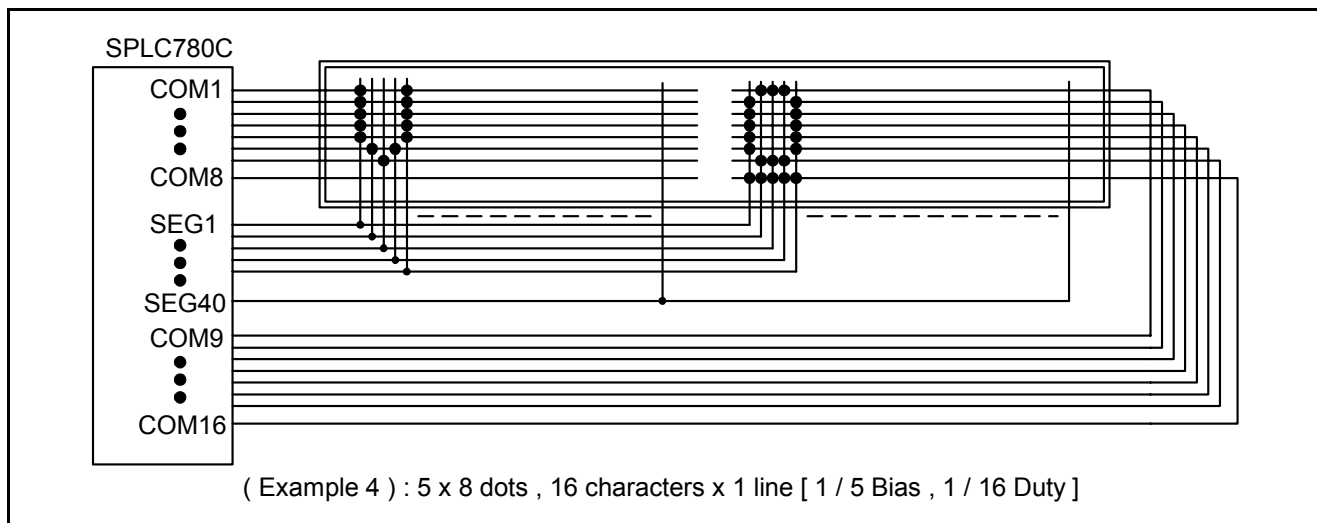 SPLC780C
COM1
COM8
SEG1
SEG40
COM9
COM16
( Example 4 ) : 5 x 8 dots , 16 characters x 1 line [ 1 / 5 Bias , 1 / 16 Duty ]